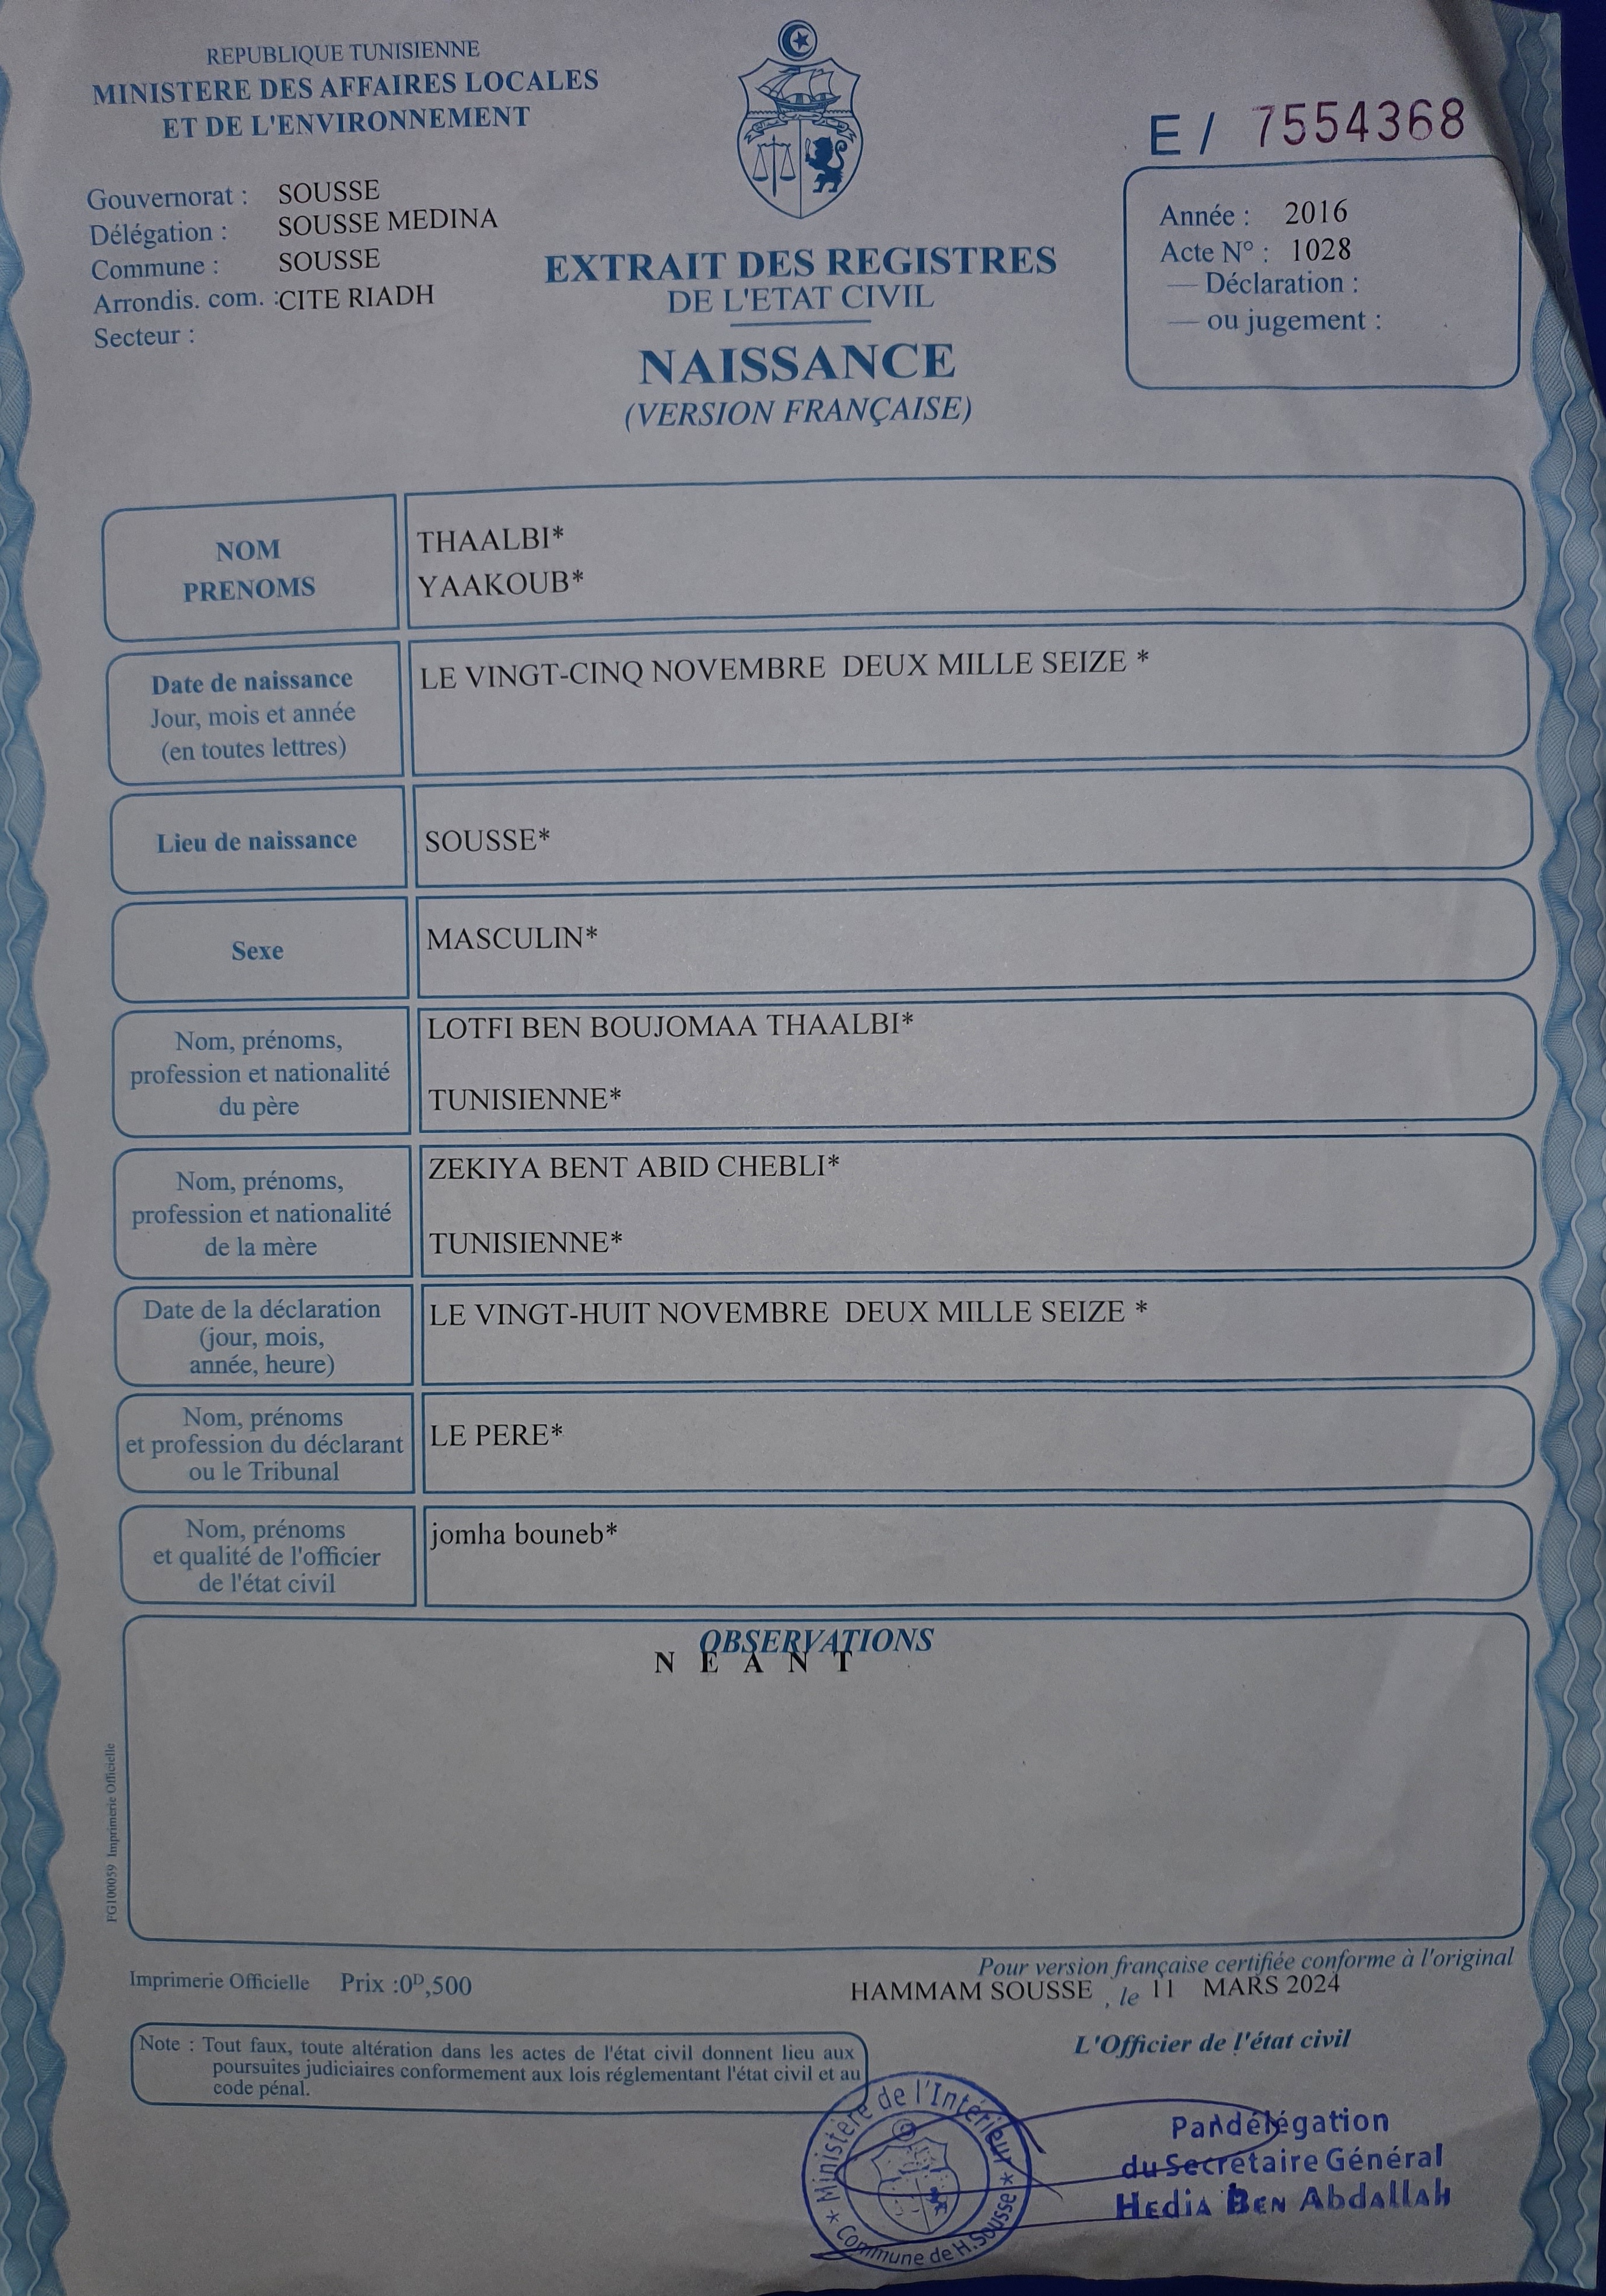 REPUBLIQUE TUNISIENNE
MINISTERE DES AFFAIRES LOCALES
ET DE L'ENVIRONNEMENT
Gouvernorat : SOUSSE
Délégation : SOUSSE MEDINA
Commune : SOUSSE
Arrondis. com. : CITE RIADH
Secteur :
E / 7554368
Année : 2016
Acte N° : 1028
— Déclaration :
— ou jugement :
EXTRAIT DES REGISTRES
DE L'ETAT CIVIL
NAISSANCE
(VERSION FRANÇAISE)
NOM THAALBI*
PRENOMS YAAKOUB*
Date de naissance LE VINGT-CINQ NOVEMBRE DEUX MILLE SEIZE *
Jour, mois et année
(en toutes lettres)
Lieu de naissance SOUSSE*
Sexe MASCULIN*
Nom, prénoms, LOTFI BEN BOUJOMAA THAALBI*
profession et nationalité
du père TUNISIENNE*
Nom, prénoms, ZEKIYA BENT ABID CHEBLI*
profession et nationalité
de la mère TUNISIENNE*
Date de la déclaration LE VINGT-HUIT NOVEMBRE DEUX MILLE SEIZE *
(jour, mois,
année, heure)
Nom, prénoms
et profession du déclarant LE PERE*
ou le Tribunal
Nom, prénoms jomha bouneb*
et qualité de l'officier
de l'état civil
OBSERVATIONS
N E A N T
FG100059 Imprimerie Officielle
Imprimerie Officielle Prix :0D,500
Pour version française certifiée conforme à l'original
HAMMAM SOUSSE , le 11 MARS 2024
L'Officier de l'état civil
Note : Tout faux, toute altération dans les actes de l'état civil donnent lieu aux
poursuites judiciaires conformement aux lois réglementant l'état civil et au
code pénal.
Ministère de l'Intérieur
Commune de H.Sousse
Par délégation
du Secrétaire Général
Hedia Ben Abdallah